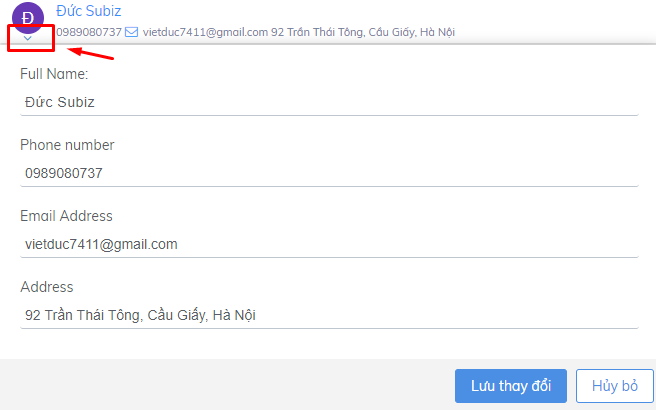 Đ
Đức Subiz
0989080737 vietduc7411@gmail.com 92 Trần Thái Tông, Cầu Giấy, Hà Nội
Full Name:
Đức Subiz
Phone number
0989080737
Email Address
vietduc7411@gmail.com
Address
92 Trần Thái Tông, Cầu Giấy, Hà Nội
Lưu thay đổi
Hủy bỏ